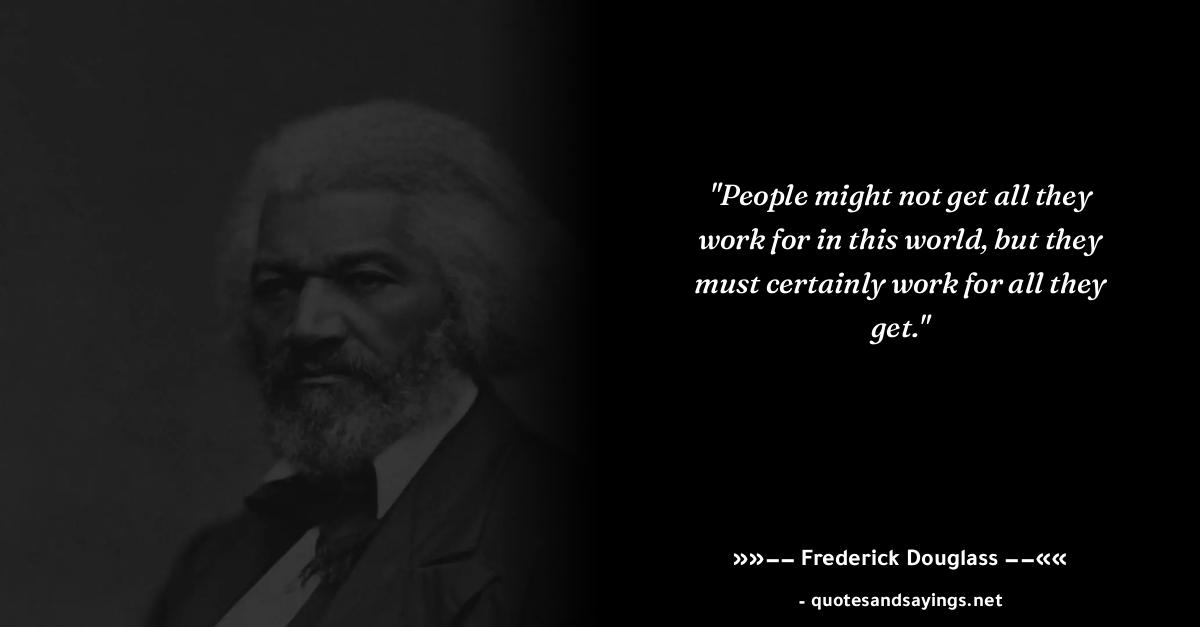 "People might not get all they
work for in this world, but they
must certainly work for all they
get."
»»–– Frederick Douglass ––««
- quotesandsayings.net